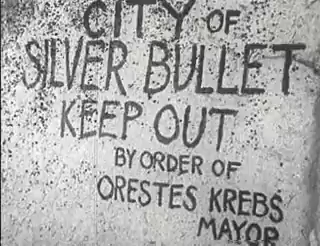 CITY OF
SILVER BULLET
KEEP OUT
BY ORDER OF
ORESTES KREBS
MAYOR